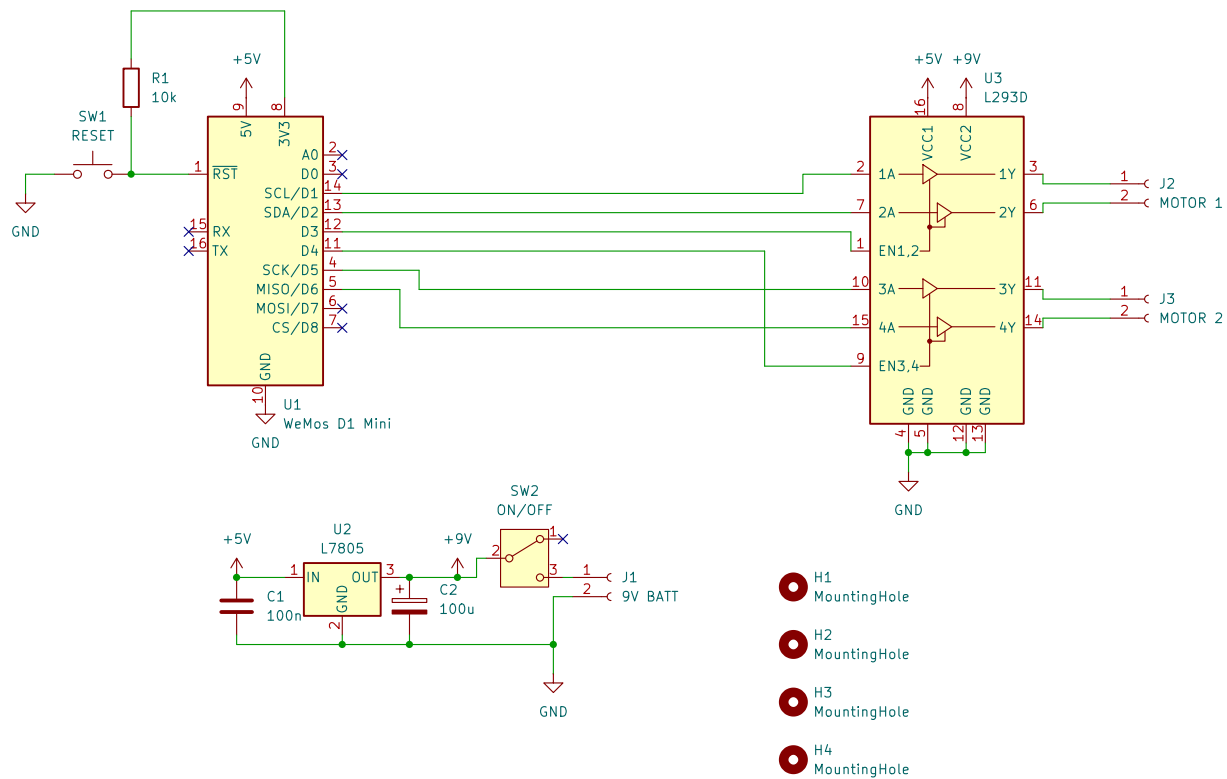 +5V
R1
10k
SW1
RESET
GND
9
8
5V
3V3
1
RST
15
RX
16
TX
A0
2
D0
3
SCL/D1
14
SDA/D2
13
D3
12
D4
11
SCK/D5
4
MISO/D6
5
MOSI/D7
6
CS/D8
7
GND
10
U1
WeMos D1 Mini
GND
+5V
+9V
U3
L293D
16
8
VCC1
VCC2
2
1A
1Y
3
7
2A
2Y
6
1
EN1,2
10
3A
3Y
11
15
4A
4Y
14
9
EN3,4
GND
GND
GND
GND
4
5
12
13
GND
1
J2
2
MOTOR 1
1
J3
2
MOTOR 2
+5V
U2
L7805
1
IN
OUT
3
GND
2
C1
100n
+
C2
100u
+9V
SW2
ON/OFF
1
2
3
1
J1
2
9V BATT
GND
H1
MountingHole
H2
MountingHole
H3
MountingHole
H4
MountingHole